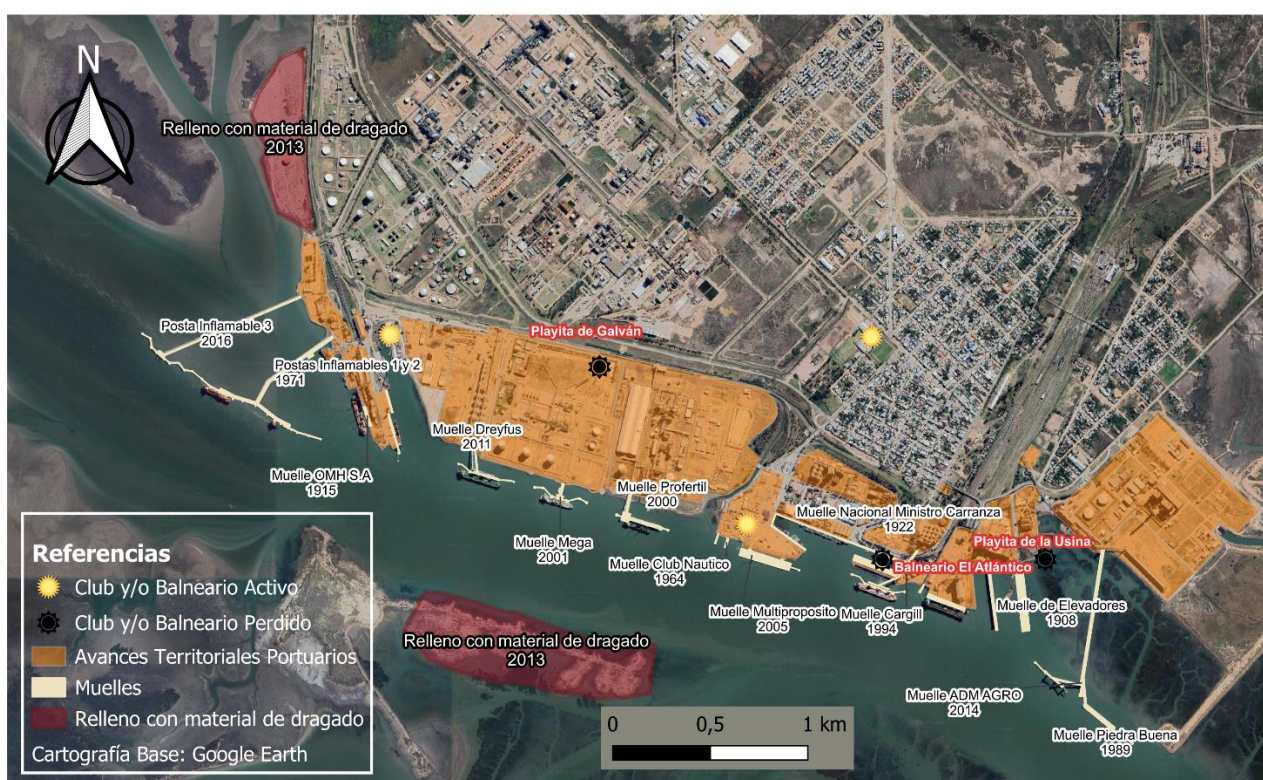 N
Relleno con material de dragado
2013
Posta Inflamable 3
2016
Postas Inflamables 1 y 2
1971
Playita de Galván
Muelle OMH S.A
1915
Muelle Dreyfus
2011
Muelle Mega
2001
Muelle Profertil
2000
Muelle Club Nautico
1964
Muelle Multiproposito
2005
Muelle Nacional Ministro Carranza
1922
Muelle Cargill
1994
Balneario El Atlántico
Playita de la Usina
Muelle de Elevadores
1908
Muelle ADM AGRO
2014
Muelle Piedra Buena
1989
Relleno con material de dragado
2013
Referencias
Club y/o Balneario Activo
Club y/o Balneario Perdido
Avances Territoriales Portuarios
Muelles
Relleno con material de dragado
Cartografía Base: Google Earth
0 0,5 1 km